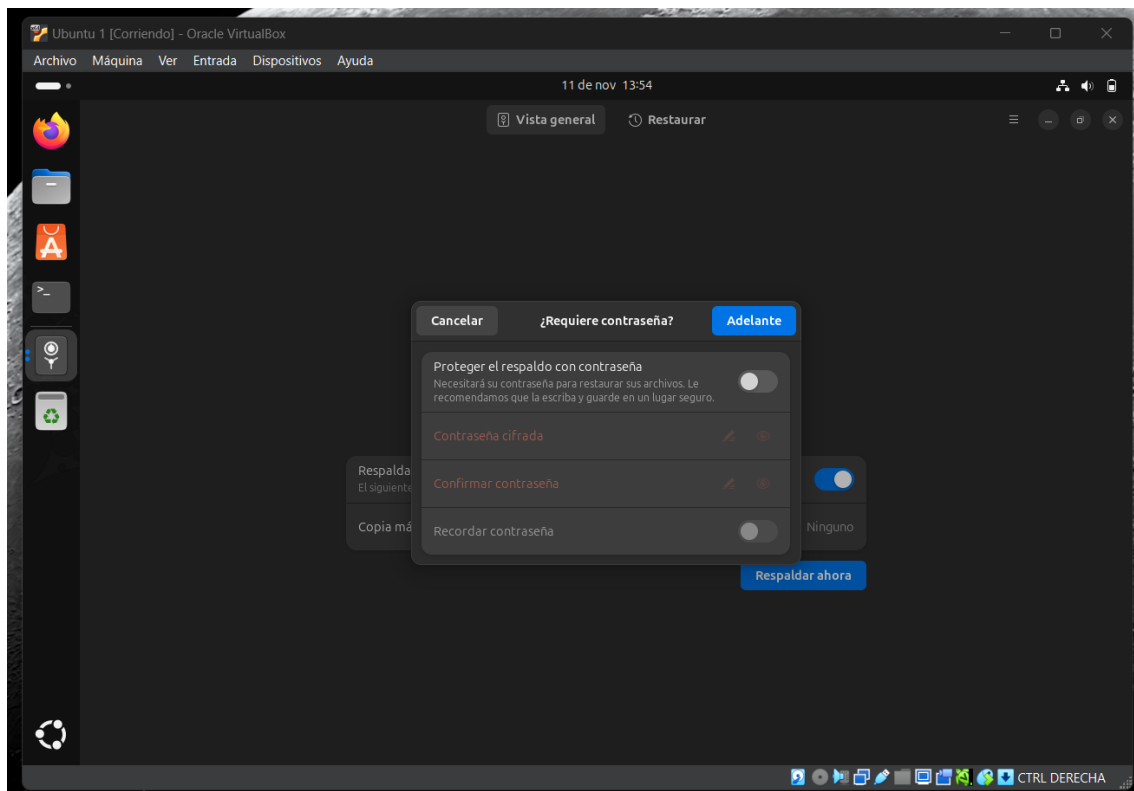 Ubuntu 1 [Corriendo] - Oracle VirtualBox
Archivo Máquina Ver Entrada Dispositivos Ayuda
11 de nov 13:54
Vista general Restaurar
Cancelar ¿Requiere contraseña? Adelante
Proteger el respaldo con contraseña
Necesitará su contraseña para restaurar sus archivos. Le
recomendamos que la escriba y guarde en un lugar seguro.
Contraseña cifrada
Respalda
El siguiente
Confirmar contraseña
Copia má
Recordar contraseña
Ninguno
Respaldar ahora
CTRL DERECHA